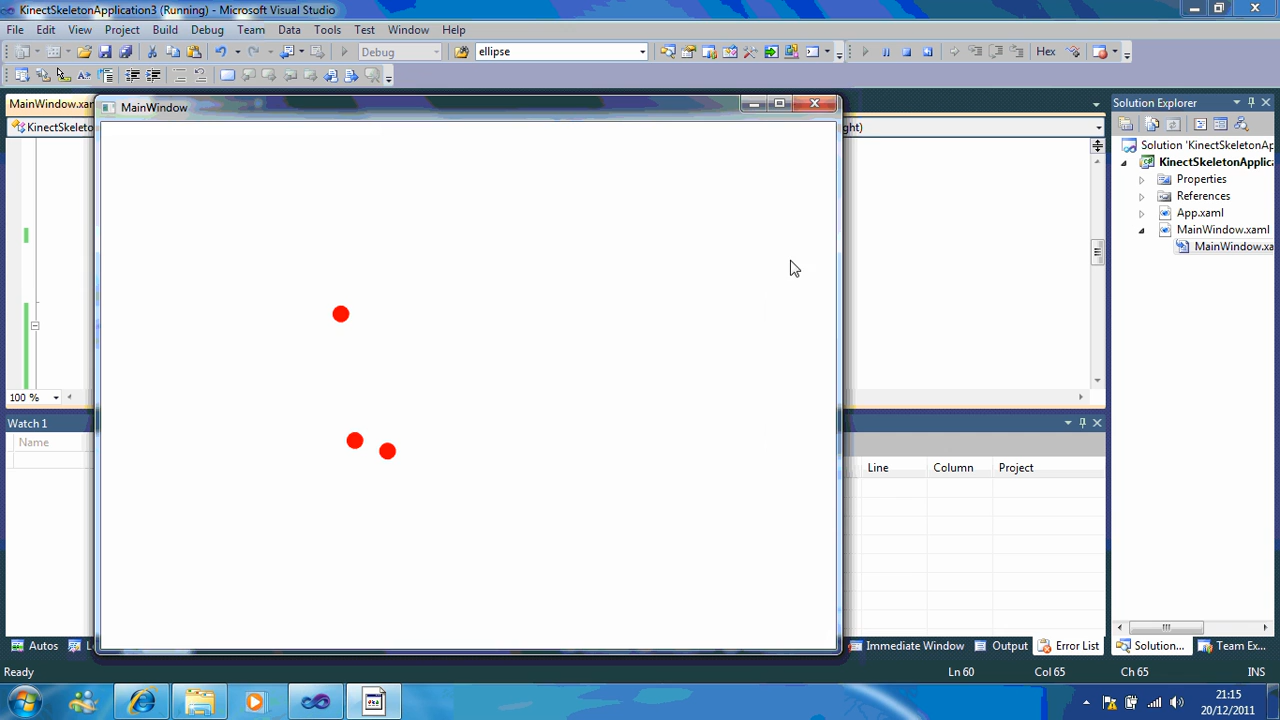 KinectSkeletonApplication3 (Running) - Microsoft Visual Studio
File Edit View Project Build Debug Team Data Tools Test Window Help
Debug ellipse Hex
MainWindow.xan
MainWindow
Solution Explorer
KinectSkeleto
ght)
Solution 'KinectSkeletonAp
KinectSkeletonApplica
Properties
References
App.xaml
MainWindow.xaml
MainWindow.xa
100 %
Watch 1
Name
Line Column Project
Autos Lo Immediate Window Output Error List Solution... Team Ex...
Ready Ln 60 Col 65 Ch 65 INS
21:15
20/12/2011